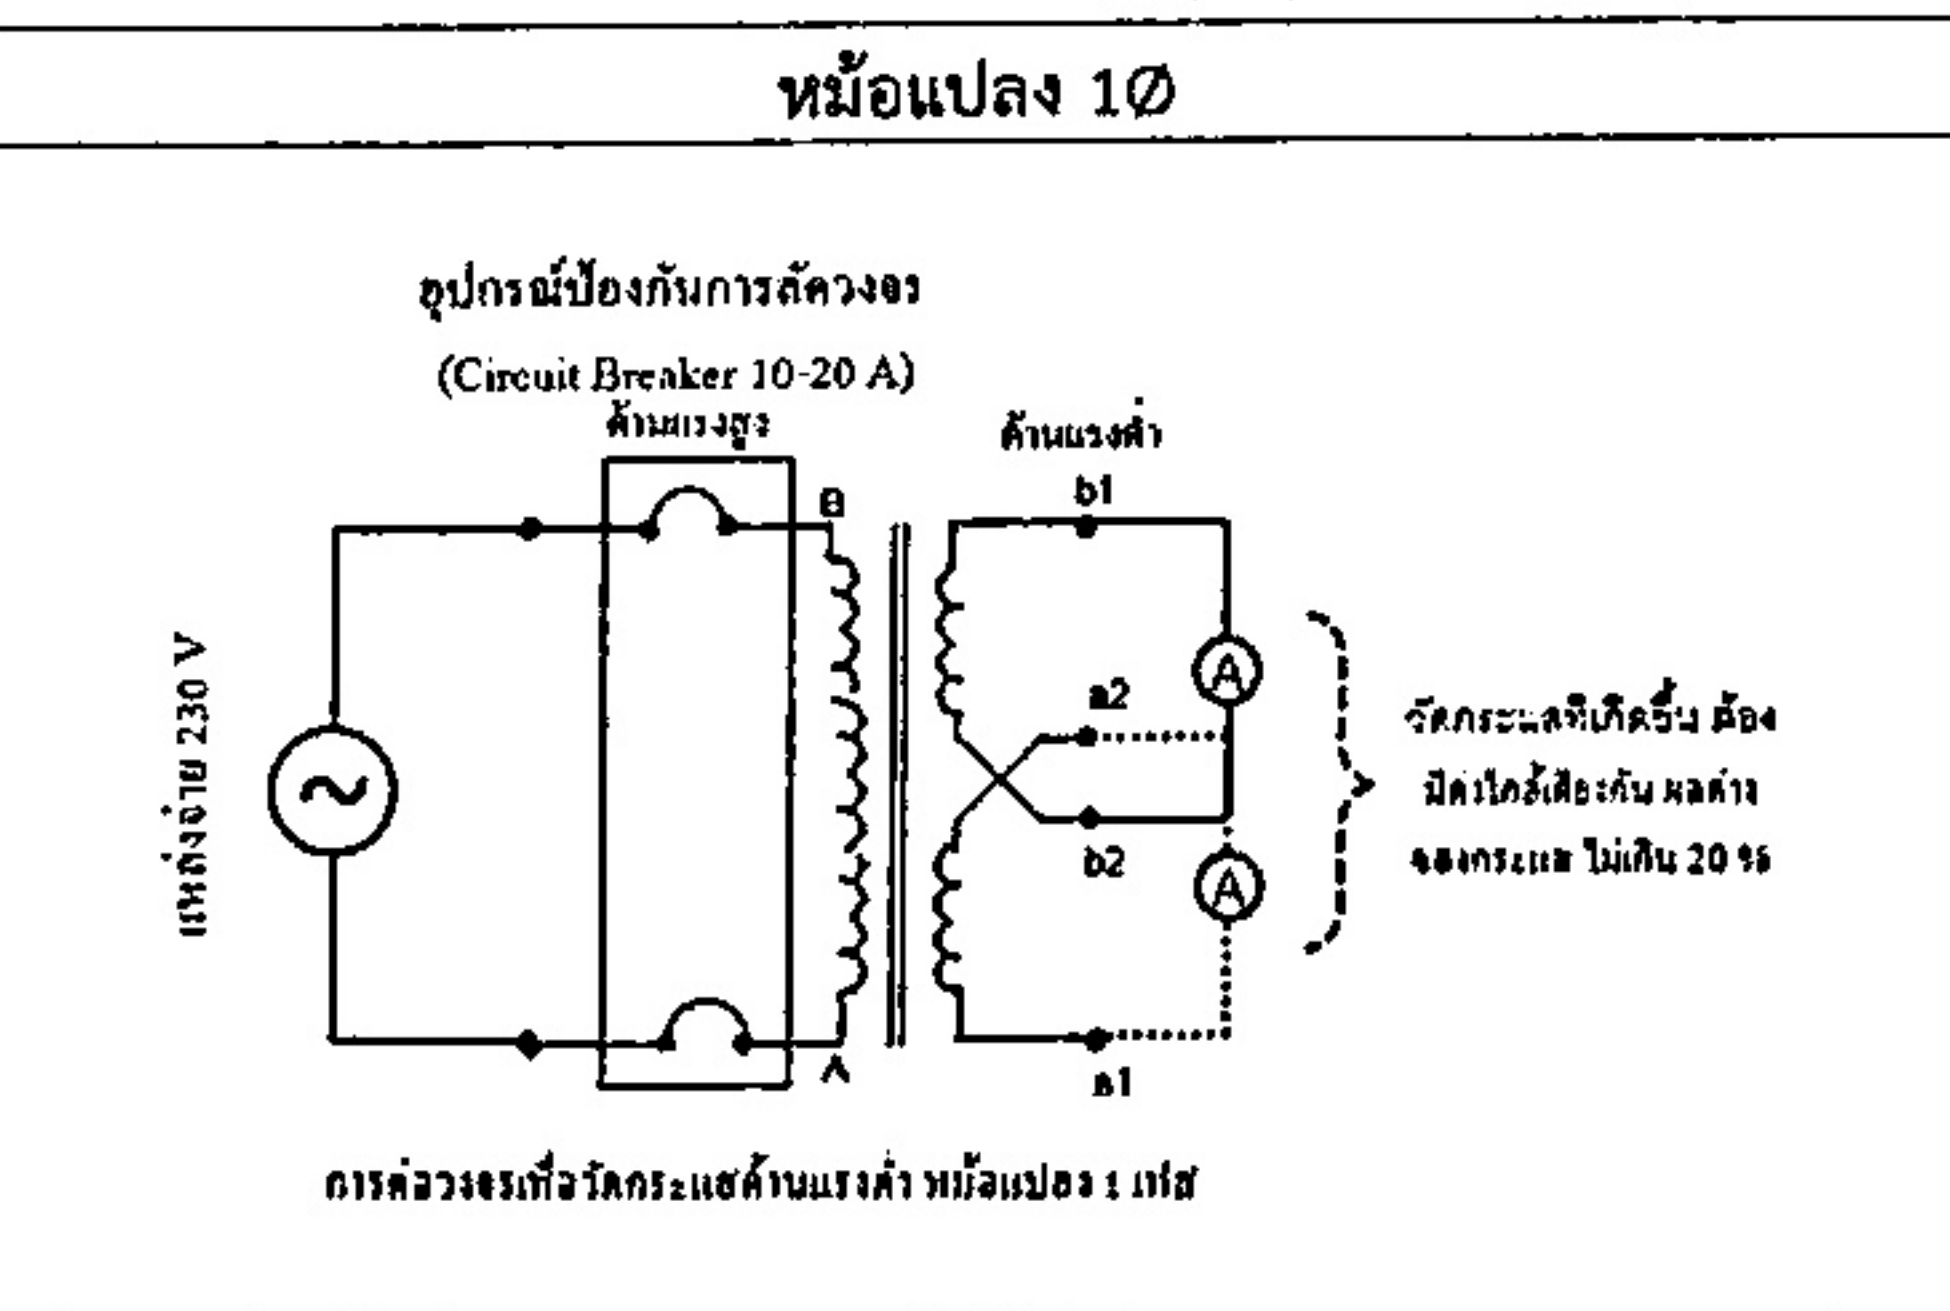 หม้อแปลง 1Ø
อุปกรณ์ป้องกันการลัดวงจร
(Circuit Breaker 10-20 A)
ด้านแรงสูง
ด้านแรงต่ำ
B
b1
A
a2
แหล่งจ่าย 230 V
วัดกระแสที่เกิดขึ้น ต้อง
มีค่าใกล้เคียงกัน ผลต่าง
ของกระแส ไม่เกิน 20 %
b2
A
A
a1
การต่อวงจรเพื่อวัดกระแสด้านแรงต่ำ หม้อแปลง 1 เฟส